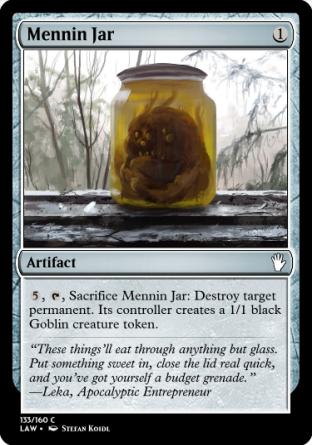 Mennin Jar 1
Artifact
5, T, Sacrifice Mennin Jar: Destroy target
permanent. Its controller creates a 1/1 black
Goblin creature token.
“These things’ll eat through anything but glass.
Put something sweet in, close the lid real quick,
and you’ve got yourself a budget grenade.”
—Leka, Apocalyptic Entrepreneur
133/160 C
LAW • Stefan Koidl